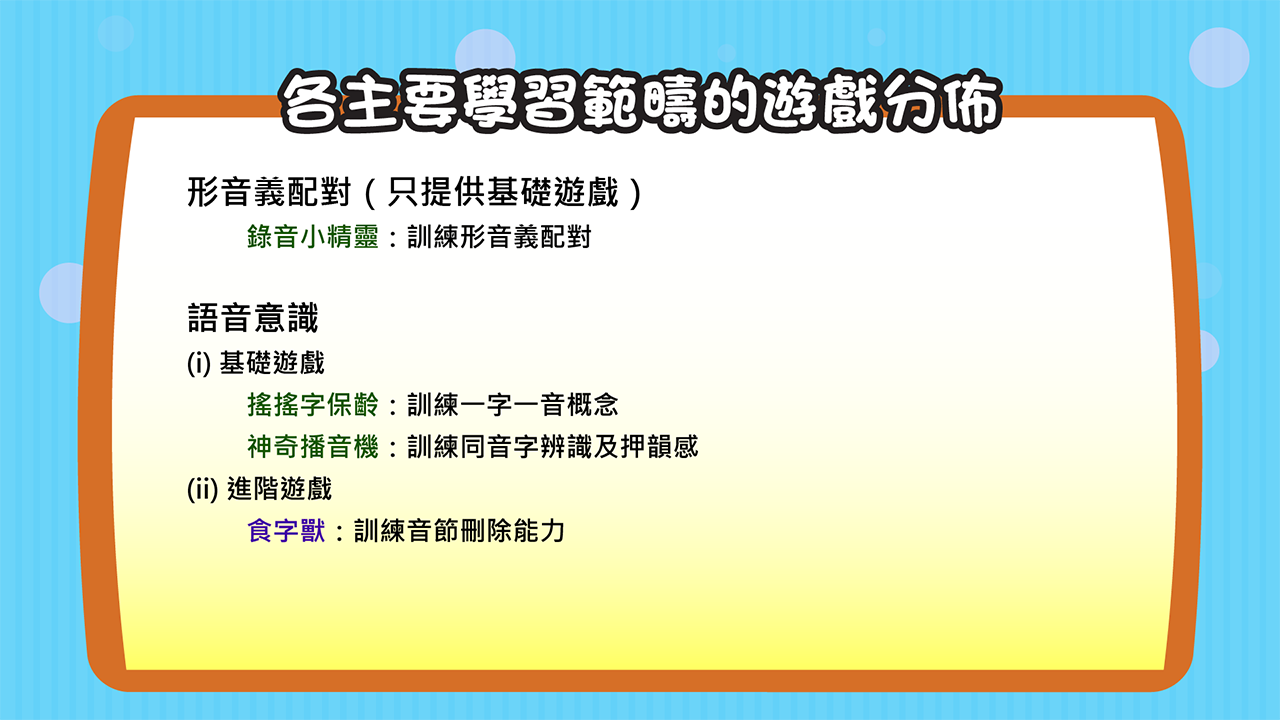 各主要學習範疇的遊戲分佈
形音義配對（只提供基礎遊戲）
錄音小精靈：訓練形音義配對
語音意識
(i) 基礎遊戲
搖搖字保齡：訓練一字一音概念
神奇播音機：訓練同音字辨識及押韻感
(ii) 進階遊戲
食字獸：訓練音節刪除能力